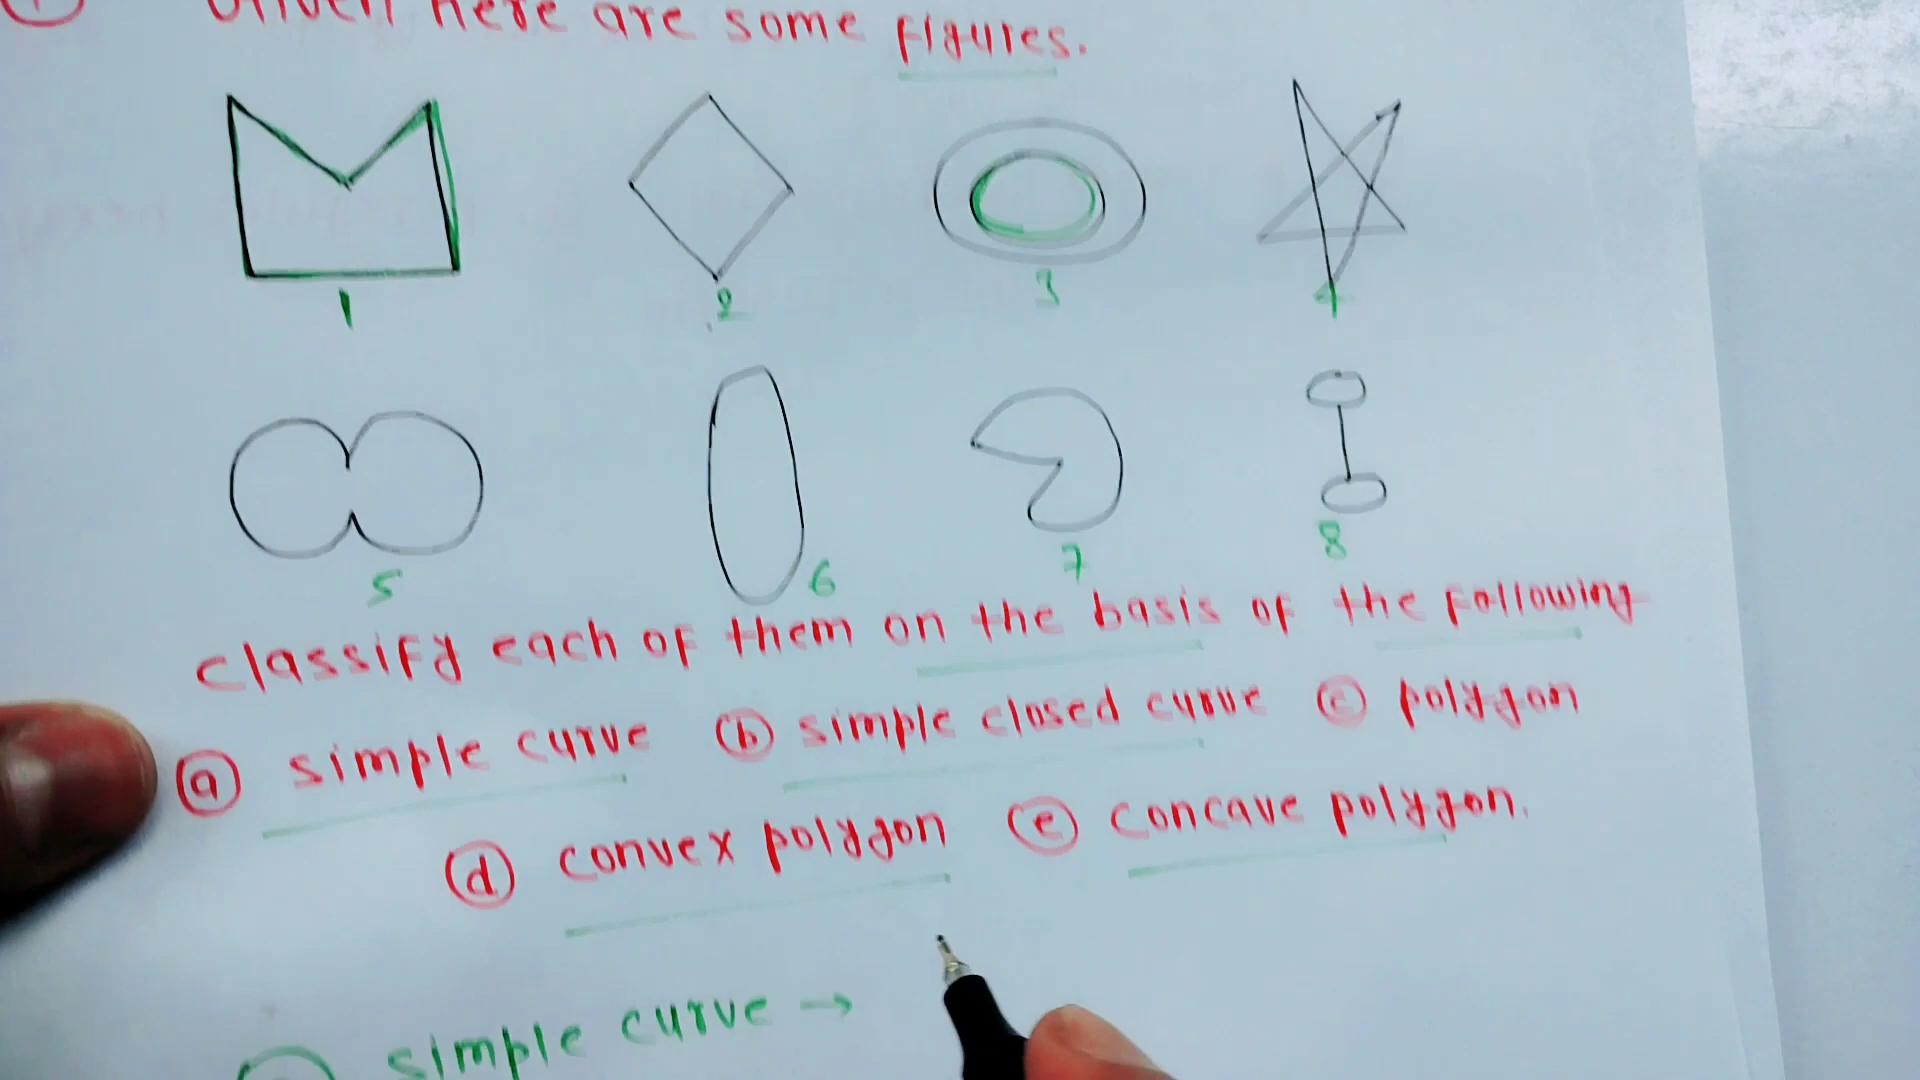 Given here are some figures.
1 2 3 4
5 6 7 8
classify each of them on the basis of the following
(a) simple curve (b) simple closed curve (c) polygon
(d) convex polygon (e) concave polygon.
simple curve →